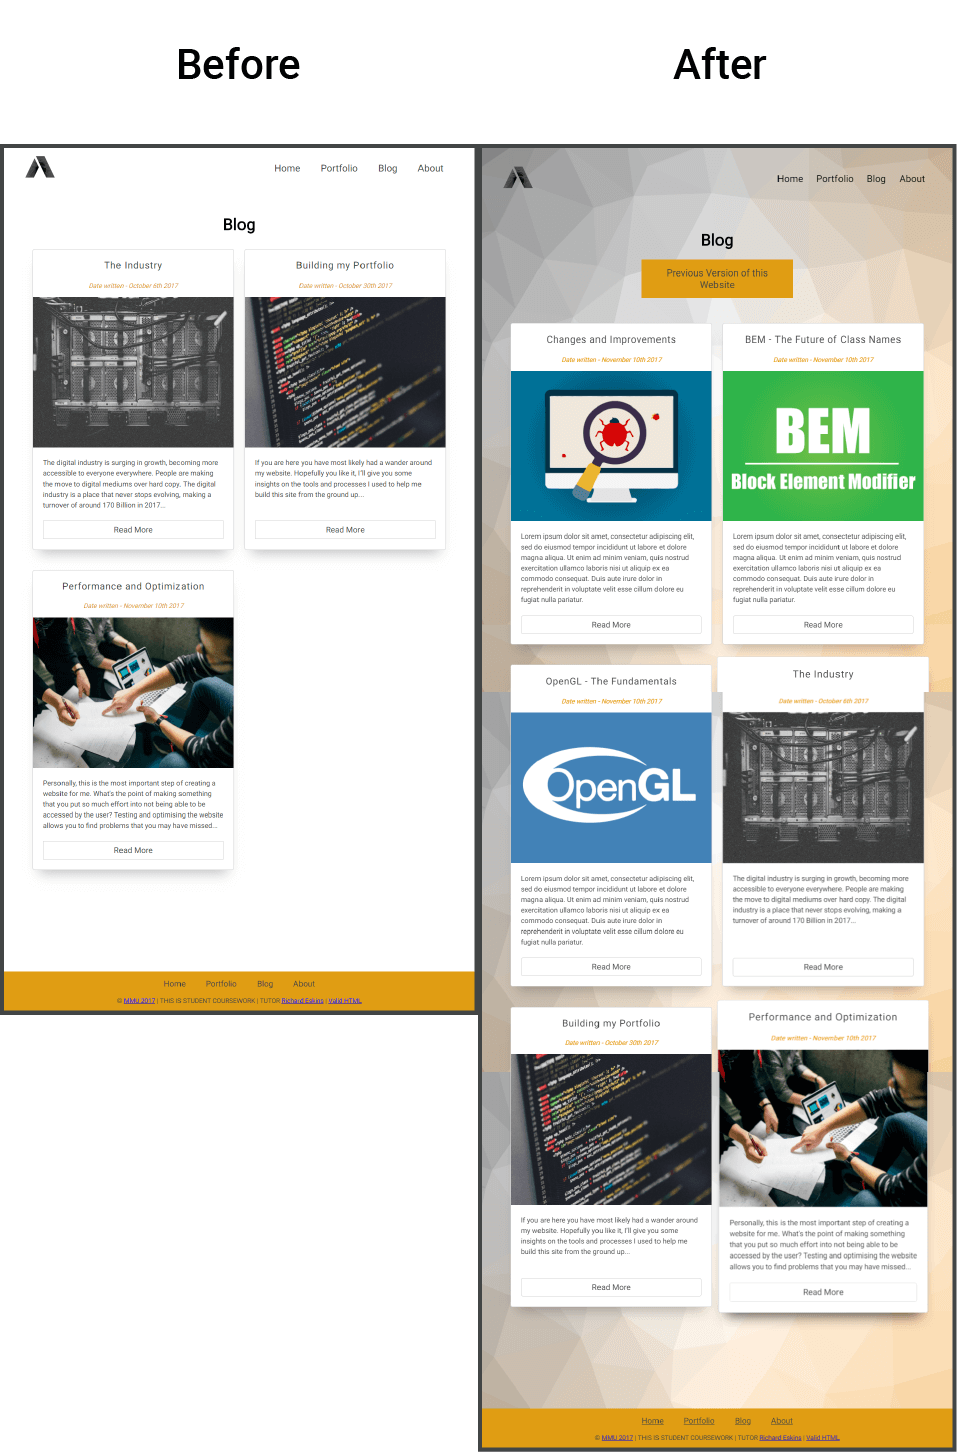 Before
After
Home Portfolio Blog About
Blog
The Industry
Date written - October 6th 2017
The digital industry is surging in growth, becoming more
accessible to everyone everywhere. People are making
the move to digital mediums over hard copy. The digital
industry is a place that never stops evolving, making a
turnover of around 170 Billion in 2017...
Read More
Building my Portfolio
Date written - October 30th 2017
If you are here you have most likely had a wander around
my website. Hopefully you like it, I'll give you some
insights on the tools and processes I used to help me
build this site from the ground up...
Read More
Performance and Optimization
Date written - November 10th 2017
Personally, this is the most important step of creating a
website for me. What's the point of making something
that you put so much effort into not being able to be
accessed by the user? Testing and optimising the website
allows you to find problems that you may have missed...
Read More
Home Portfolio Blog About
© MMU 2017 | THIS IS STUDENT COURSEWORK | TUTOR Richard Eskins | Valid HTML
Home Portfolio Blog About
Blog
Previous Version of this
Website
Changes and Improvements
Date written - November 10th 2017
Lorem ipsum dolor sit amet, consectetur adipiscing elit,
sed do eiusmod tempor incididunt ut labore et dolore
magna aliqua. Ut enim ad minim veniam, quis nostrud
exercitation ullamco laboris nisi ut aliquip ex ea
commodo consequat. Duis aute irure dolor in
reprehenderit in voluptate velit esse cillum dolore eu
fugiat nulla pariatur.
Read More
BEM - The Future of Class Names
Date written - November 10th 2017
BEM
Block Element Modifier
Lorem ipsum dolor sit amet, consectetur adipiscing elit,
sed do eiusmod tempor incididunt ut labore et dolore
magna aliqua. Ut enim ad minim veniam, quis nostrud
exercitation ullamco laboris nisi ut aliquip ex ea
commodo consequat. Duis aute irure dolor in
reprehenderit in voluptate velit esse cillum dolore eu
fugiat nulla pariatur.
Read More
OpenGL - The Fundamentals
Date written - November 10th 2017
OpenGL
Lorem ipsum dolor sit amet, consectetur adipiscing elit,
sed do eiusmod tempor incididunt ut labore et dolore
magna aliqua. Ut enim ad minim veniam, quis nostrud
exercitation ullamco laboris nisi ut aliquip ex ea
commodo consequat. Duis aute irure dolor in
reprehenderit in voluptate velit esse cillum dolore eu
fugiat nulla pariatur.
Read More
The Industry
Date written - October 6th 2017
The digital industry is surging in growth, becoming more
accessible to everyone everywhere. People are making
the move to digital mediums over hard copy. The digital
industry is a place that never stops evolving, making a
turnover of around 170 Billion in 2017...
Read More
Building my Portfolio
Date written - October 30th 2017
If you are here you have most likely had a wander around
my website. Hopefully you like it, I'll give you some
insights on the tools and processes I used to help me
build this site from the ground up...
Read More
Performance and Optimization
Date written - November 10th 2017
Personally, this is the most important step of creating a
website for me. What's the point of making something
that you put so much effort into not being able to be
accessed by the user? Testing and optimising the website
allows you to find problems that you may have missed...
Read More
Home Portfolio Blog About
© MMU 2017 | THIS IS STUDENT COURSEWORK | TUTOR Richard Eskins | Valid HTML